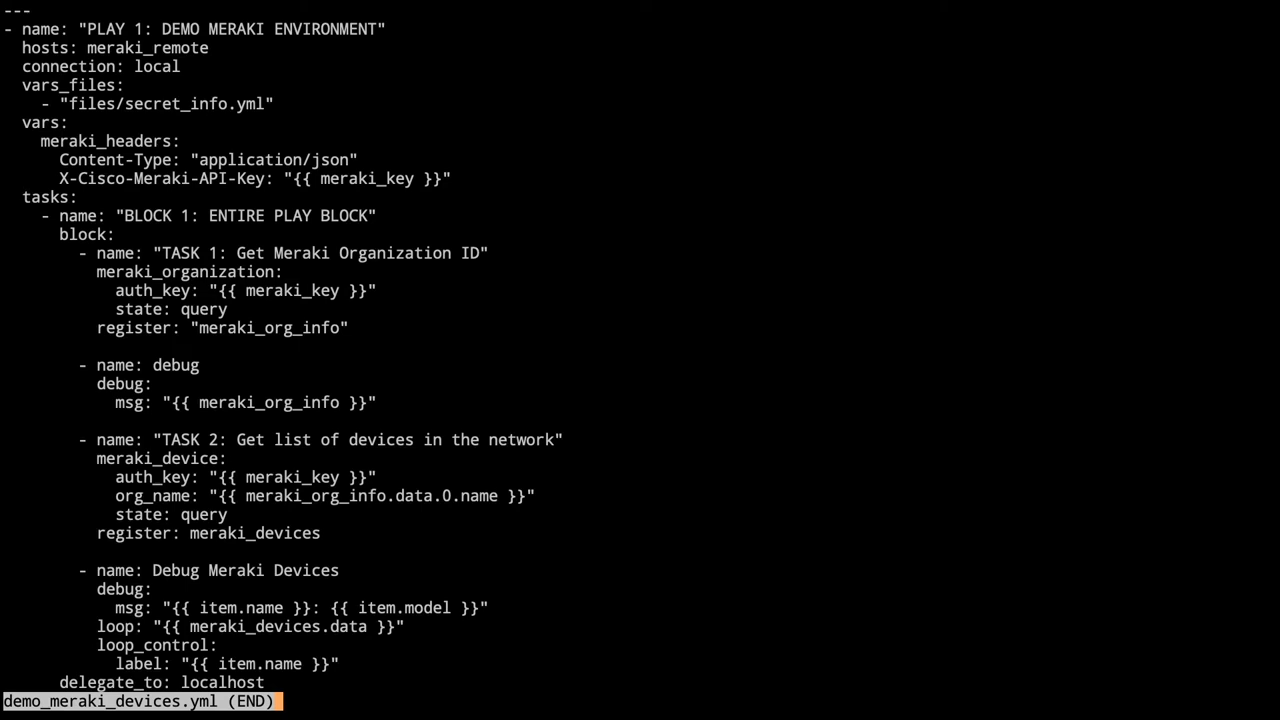 ---
- name: "PLAY 1: DEMO MERAKI ENVIRONMENT"
  hosts: meraki_remote
  connection: local
  vars_files:
    - "files/secret_info.yml"
  vars:
    meraki_headers:
      Content-Type: "application/json"
      X-Cisco-Meraki-API-Key: "{{ meraki_key }}"
  tasks:
    - name: "BLOCK 1: ENTIRE PLAY BLOCK"
      block:
        - name: "TASK 1: Get Meraki Organization ID"
          meraki_organization:
            auth_key: "{{ meraki_key }}"
            state: query
          register: "meraki_org_info"

        - name: debug
          debug:
            msg: "{{ meraki_org_info }}"

        - name: "TASK 2: Get list of devices in the network"
          meraki_device:
            auth_key: "{{ meraki_key }}"
            org_name: "{{ meraki_org_info.data.0.name }}"
            state: query
          register: meraki_devices

        - name: Debug Meraki Devices
          debug:
            msg: "{{ item.name }}: {{ item.model }}"
          loop: "{{ meraki_devices.data }}"
          loop_control:
            label: "{{ item.name }}"
      delegate_to: localhost
demo_meraki_devices.yml (END)